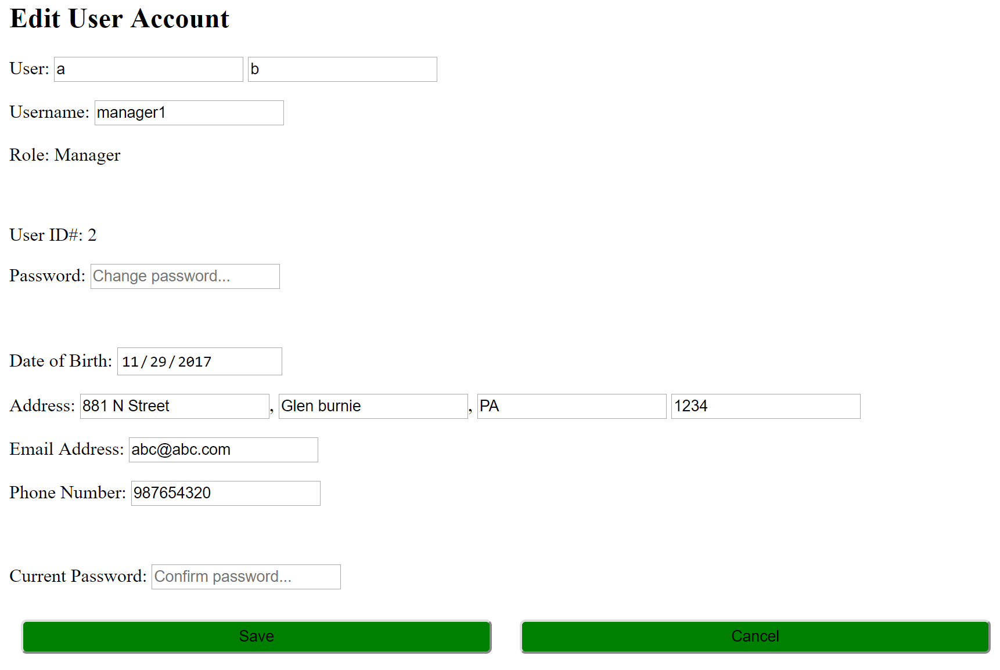 Edit User Account
User: a b
Username: manager1
Role: Manager
User ID#: 2
Password: Change password...
Date of Birth: 11/29/2017
Address: 881 N Street, Glen burnie, PA 1234
Email Address: abc@abc.com
Phone Number: 987654320
Current Password: Confirm password...
Save Cancel